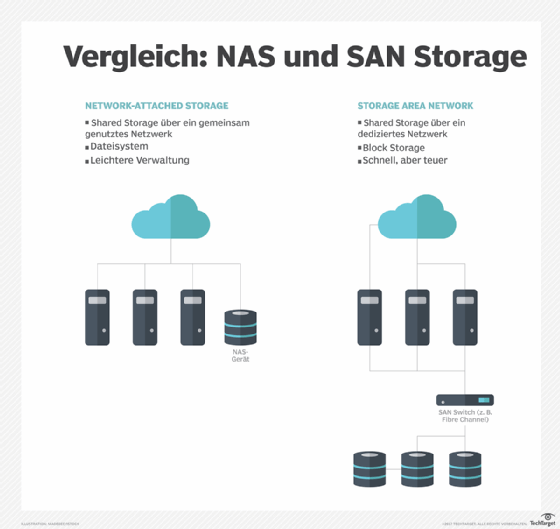 Vergleich: NAS und SAN Storage
NETWORK-ATTACHED STORAGE
▪ Shared Storage über ein gemeinsam
genutztes Netzwerk
▪ Dateisystem
▪ Leichtere Verwaltung
STORAGE AREA NETWORK
▪ Shared Storage über ein
dediziertes Netzwerk
▪ Block Storage
▪ Schnell, aber teuer
NAS-
Gerät
SAN Switch (z. B.
Fibre Channel)
TechTarget